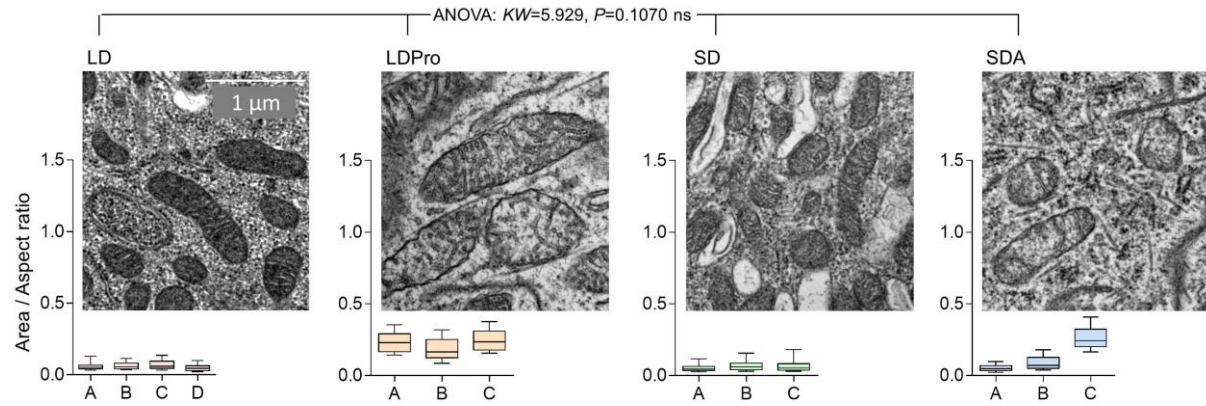 ANOVA: KW=5.929, P=0.1070 ns
LD LDPro SD SDA
1 µm
Area / Aspect ratio
1.5 1.5 1.5 1.5
1.0 1.0 1.0 1.0
0.5 0.5 0.5 0.5
0.0 0.0 0.0 0.0
A B C D A B C A B C A B C